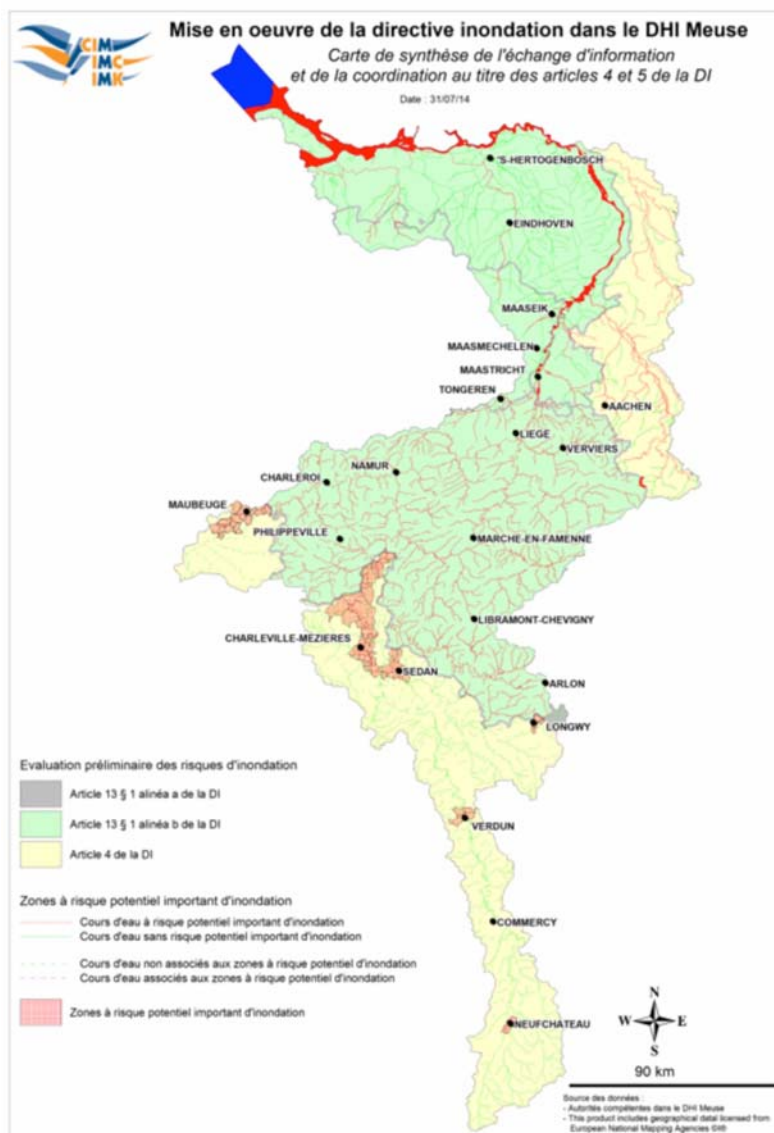 CIM
IMC
IMK
Mise en oeuvre de la directive inondation dans le DHI Meuse
Carte de synthèse de l'échange d'information
et de la coordination au titre des articles 4 et 5 de la DI
Date : 31/07/14
'S-HERTOGENBOSCH
EINDHOVEN
MAASEIK
MAASMECHELEN
MAASTRICHT
TONGEREN
AACHEN
LIEGE
VERVIERS
NAMUR
CHARLEROI
MAUBEUGE
PHILIPPEVILLE
MARCHE-EN-FAMENNE
LIBRAMONT-CHEVIGNY
CHARLEVILLE-MEZIERES
SEDAN
ARLON
LONGWY
VERDUN
COMMERCY
NEUFCHATEAU
Evaluation préliminaire des risques d'inondation
Article 13 § 1 alinéa a de la DI
Article 13 § 1 alinéa b de la DI
Article 4 de la DI
Zones à risque potentiel important d'inondation
Cours d'eau à risque potentiel important d'inondation
Cours d'eau sans risque potentiel important d'inondation
Cours d'eau non associés aux zones à risque potentiel d'inondation
Cours d'eau associés aux zones à risque potentiel d'inondation
Zones à risque potentiel important d'inondation
N
W E
S
90 km
Source des données :
- Autorités compétentes dans le DHI Meuse
- This product includes geographical datal licensed from
European National Mapping Agencies